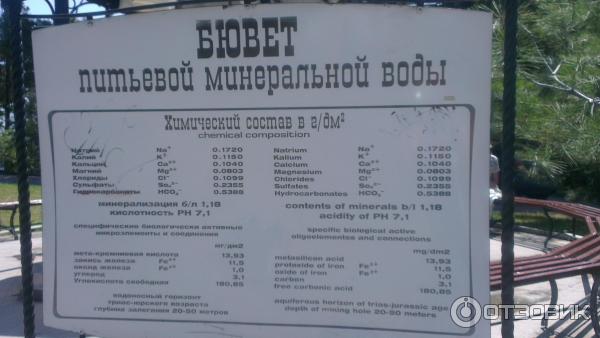 БЮВЕТ
питьевой минеральной воды
Химический состав в г/дм²
chemical composition
Натрий Na⁺ 0.1720 Natrium Na⁺ 0.1720
Калий K⁺ 0.1150 Kalium K⁺ 0.1150
Кальций Ca⁺⁺ 0.1040 Calcium Ca⁺⁺ 0.1040
Магний Mg⁺⁺ 0.0803 Magnesium Mg⁺⁺ 0.0803
Хлориды Cl⁻ 0.1099 Chlorides Cl⁻ 0.1099
Сульфаты So₄²⁻ 0.2355 Sulfates So₄²⁻ 0.2355
Гидрокарбонаты HCO₃⁻ 0.5388 Hydrocarbonates HCO₃⁻ 0.5388
минерализация б/л 1,18 contents of minerals b/l 1,18
кислотность PH 7,1 acidity of PH 7,1
специфические биологически активные specific biological active
микроэлементы и соединения oligoelementes and connections
мг/дм2 mg/dm2
мета-кремниевая кислота 13,93 metasilicon acid 13,93
закись железа Fe⁺⁺ 11,5 protoxide of iron Fe⁺⁺ 11,5
оксид железа Fe⁺⁺ 1,0 oxide of iron Fe⁺⁺ 1,0
углерод 3,1 carbon 3,1
Углекислота свободная 180,85 free carbonic acid 180,85
водоносный горизонт aquiferous horizon of trias-jurassic age
триас-юрского возраста depth of mining hole 20-50 meters
глубина залегания 20-50 метров
ОТЗОВИК